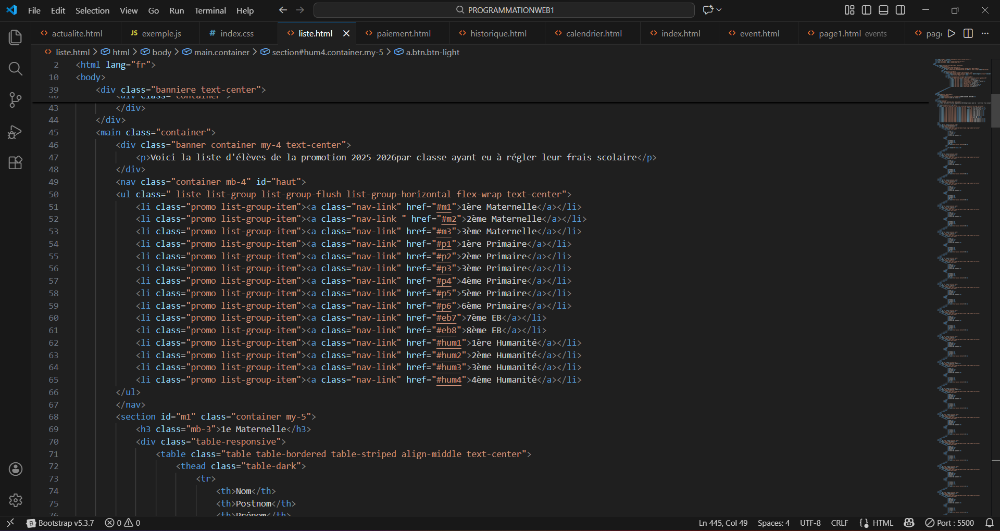 File Edit Selection View Go Run Terminal Help PROGRAMMATIONWEB1
actualite.html JS exemple.js # index.css liste.html paiement.html historique.html calendrier.html index.html event.html page1.html events pag
liste.html > html > body > main.container > section#hum4.container.my-5 > a.btn.btn-light
2 <html lang="fr">
10 <body>
39 <div class="banniere text-center">
40 <div class="container">
43 </div>
44 </div>
45 <main class="container">
46 <div class="banner container my-4 text-center">
47 <p>Voici la liste d'élèves de la promotion 2025-2026par classe ayant eu à régler leur frais scolaire</p>
48 </div>
49 <nav class="container mb-4" id="haut">
50 <ul class=" liste list-group list-group-flush list-group-horizontal flex-wrap text-center">
51 <li class="promo list-group-item"><a class="nav-link" href="#m1">1ère Maternelle</a></li>
52 <li class="promo list-group-item"><a class="nav-link " href="#m2">2ème Maternelle</a></li>
53 <li class="promo list-group-item"><a class="nav-link" href="#m3">3ème Maternelle</a></li>
54 <li class="promo list-group-item"><a class="nav-link" href="#p1">1ère Primaire</a></li>
55 <li class="promo list-group-item"><a class="nav-link" href="#p2">2ème Primaire</a></li>
56 <li class="promo list-group-item"><a class="nav-link" href="#p3">3ème Primaire</a></li>
57 <li class="promo list-group-item"><a class="nav-link" href="#p4">4ème Primaire</a></li>
58 <li class="promo list-group-item"><a class="nav-link" href="#p5">5ème Primaire</a></li>
59 <li class="promo list-group-item"><a class="nav-link" href="#p6">6ème Primaire</a></li>
60 <li class="promo list-group-item"><a class="nav-link" href="#eb7">7ème EB</a></li>
61 <li class="promo list-group-item"><a class="nav-link" href="#eb8">8ème EB</a></li>
62 <li class="promo list-group-item"><a class="nav-link" href="#hum1">1ère Humanité</a></li>
63 <li class="promo list-group-item"><a class="nav-link" href="#hum2">2ème Humanité</a></li>
64 <li class="promo list-group-item"><a class="nav-link" href="#hum3">3ème Humanité</a></li>
65 <li class="promo list-group-item"><a class="nav-link" href="#hum4">4ème Humanité</a></li>
66 </ul>
67 </nav>
68 <section id="m1" class="container my-5">
69 <h3 class="mb-3">1e Maternelle</h3>
70 <div class="table-responsive">
71 <table class="table table-bordered table-striped align-middle text-center">
72 <thead class="table-dark">
73 <tr>
74 <th>Nom</th>
75 <th>Postnom</th>
76 <th>Prénom</th>
Bootstrap v5.3.7 0 0 Ln 445, Col 49 Spaces: 4 UTF-8 CRLF { } HTML Port : 5500